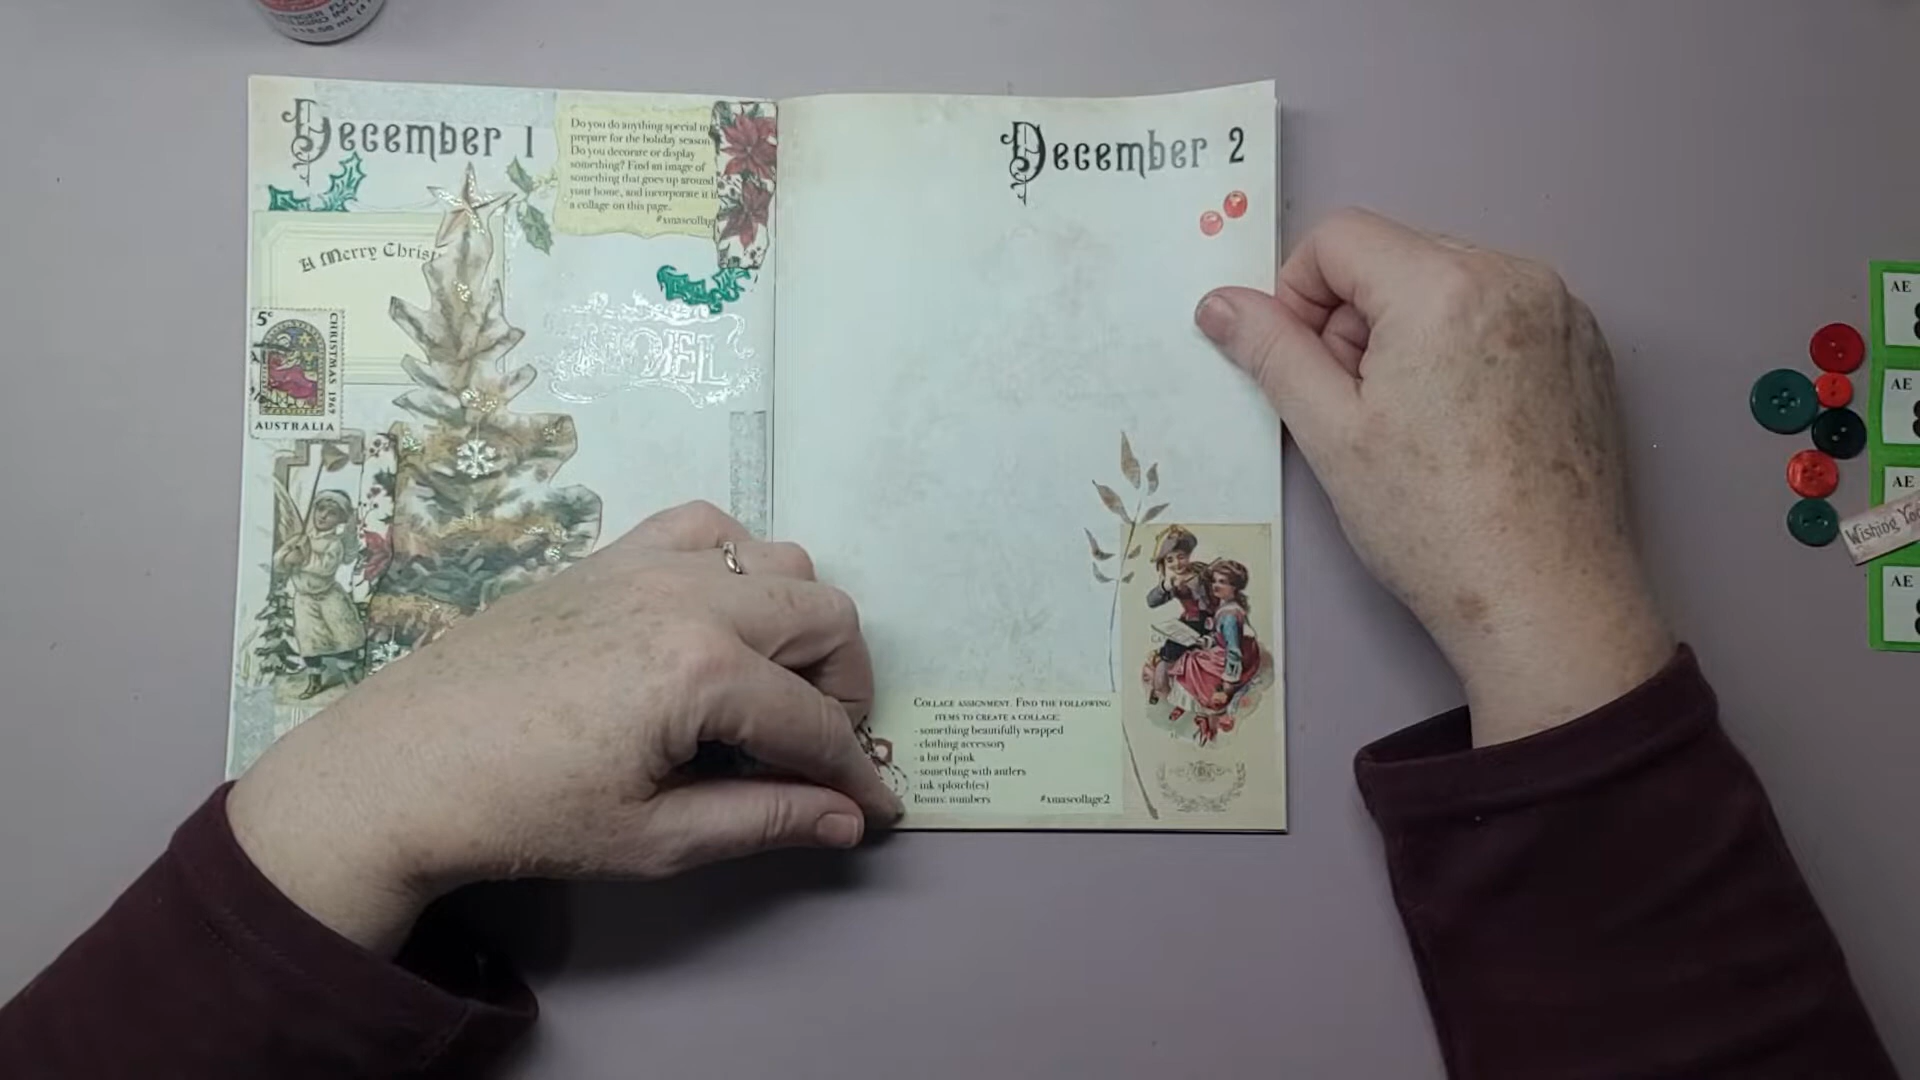 December 1
Do you do anything special to
prepare for the holiday season
Do you decorate or display
something? Find an image of
something that goes up around
your home, and incorporate it
a collage on this page.
#xmascollag
A Merry Chris
5c
CHRISTMAS 1969
AUSTRALIA
NOEL
December 2
COLLAGE ASSIGNMENT. FIND THE FOLLOWING
ITEMS TO CREATE A COLLAGE:
- something beautifully wrapped
- clothing accessory
- a bit of pink
- something with antlers
- ink splotch(es)
Bonus: numbers #xmascollage2
AE
AE
AE
Wishing You
AE